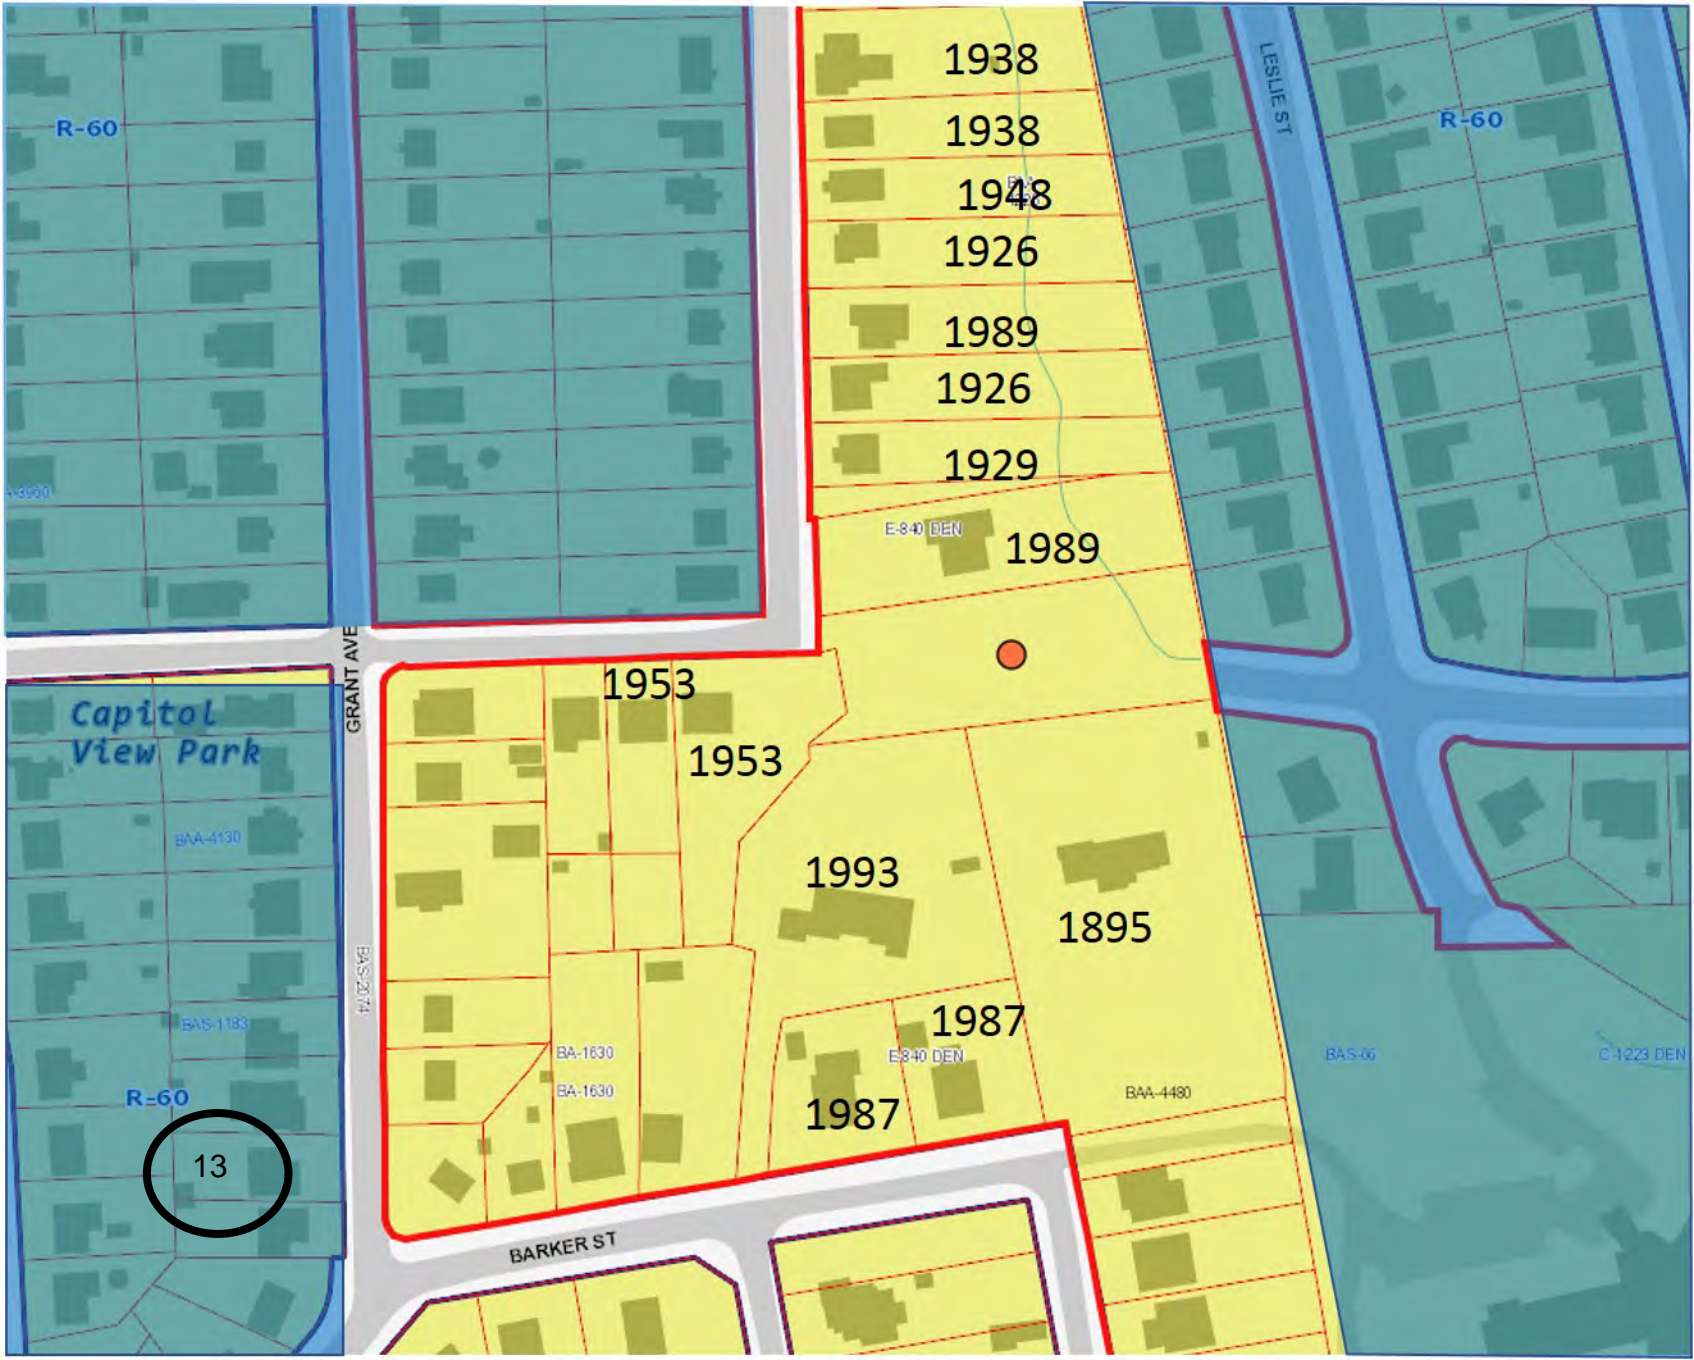 1938
LESLIE ST
R-60
R-60
1938
1948
1926
1989
1926
1929
A-3960
E-840 DEN
1989
GRANT AVE
1953
Capitol
View Park
1953
BAA-4130
1993
1895
BAS-2074
BAS-1183
1987
BA-1630
E-840 DEN
BAS-66
C-1223 DEN
BA-1630
R-60
BAA-4480
1987
13
BARKER ST